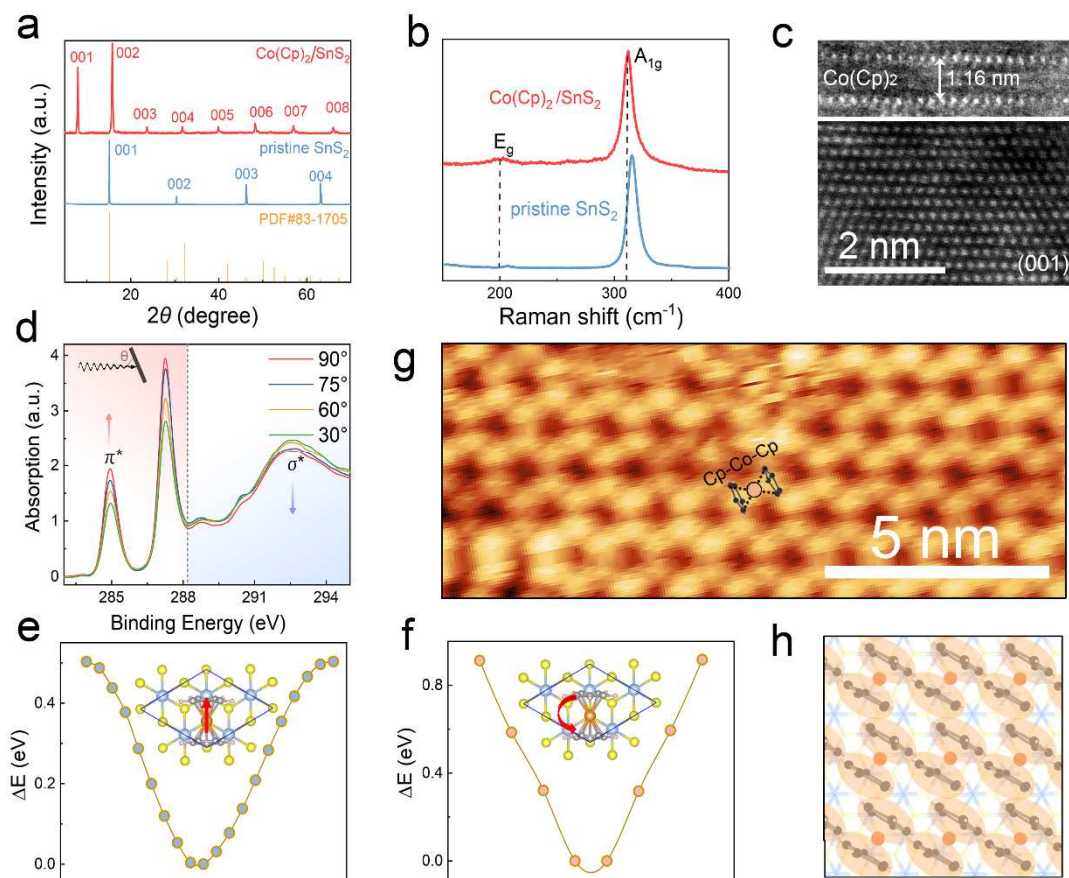 a
Intensity (a.u.)
001
002
Co(Cp)₂/SnS₂
003
004
005
006
007
008
001
pristine SnS₂
002
003
004
PDF#83-1705
20
40
60
2θ (degree)
b
A₁g
Co(Cp)₂/SnS₂
Eg
pristine SnS₂
200
300
400
Raman shift (cm⁻¹)
c
Co(Cp)₂
1.16 nm
2 nm
(001)
d
Absorption (a.u.)
4
3
2
1
0
θ
π*
σ*
90°
75°
60°
30°
285
288
291
294
Binding Energy (eV)
g
Cp-Co-Cp
5 nm
e
ΔE (eV)
0.4
0.2
0.0
f
ΔE (eV)
0.8
0.4
0.0
h